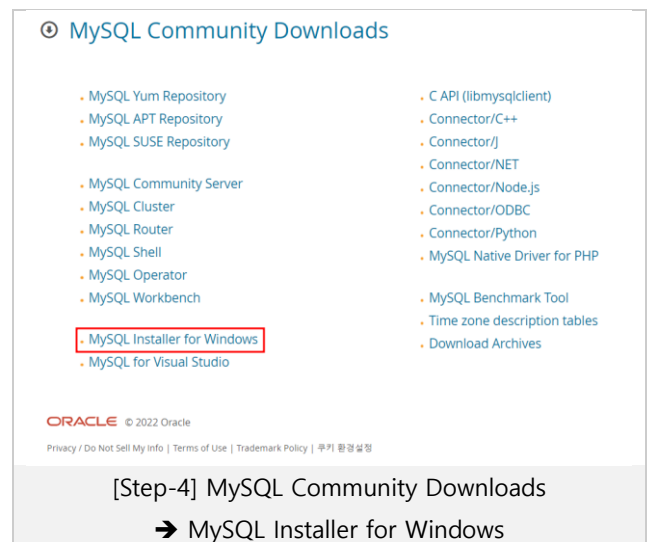 MySQL Community Downloads
MySQL Yum Repository
MySQL APT Repository
MySQL SUSE Repository
MySQL Community Server
MySQL Cluster
MySQL Router
MySQL Shell
MySQL Operator
MySQL Workbench
MySQL Installer for Windows
MySQL for Visual Studio
C API (libmysqlclient)
Connector/C++
Connector/J
Connector/NET
Connector/Node.js
Connector/ODBC
Connector/Python
MySQL Native Driver for PHP
MySQL Benchmark Tool
Time zone description tables
Download Archives
ORACLE © 2022 Oracle
Privacy / Do Not Sell My Info | Terms of Use | Trademark Policy | 쿠키 환경설정
[Step-4] MySQL Community Downloads
➔ MySQL Installer for Windows